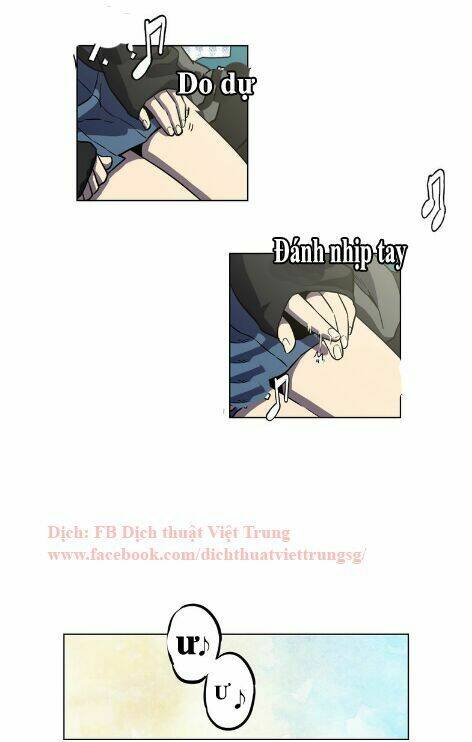 Do dự
Đánh nhịp tay
Dịch: FB Dịch thuật Việt Trung
www.facebook.com/dichthuatviettrungsg/
ư♪
Ư♪